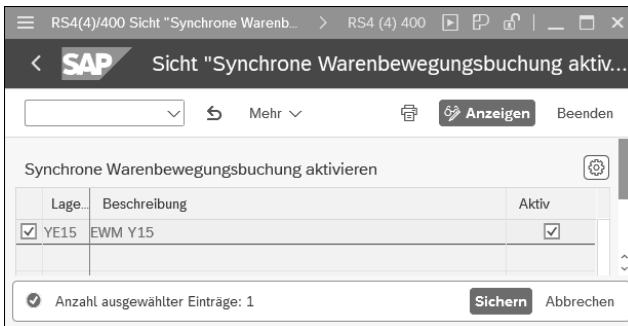 RS4(4)/400 Sicht "Synchrone Warenb... > RS4 (4) 400
< SAP Sicht "Synchrone Warenbewegungsbuchung aktiv...
Mehr Anzeigen Beenden
Synchrone Warenbewegungsbuchung aktivieren
Lage... Beschreibung Aktiv
YE15 EWM Y15
Anzahl ausgewählter Einträge: 1 Sichern Abbrechen